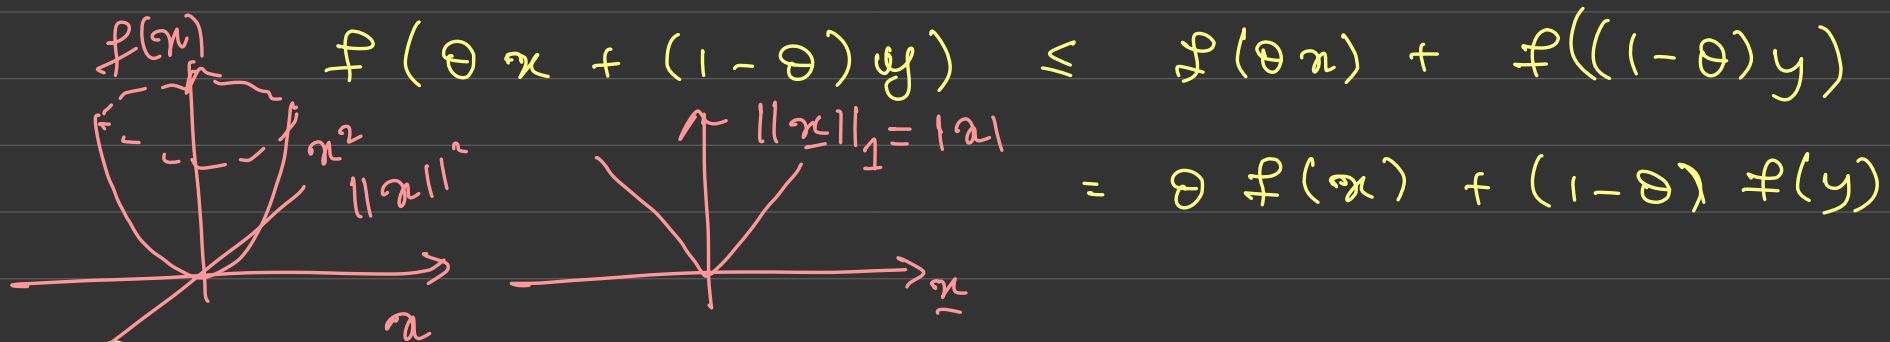 f(x)
f(θx + (1-θ)y) ≤ f(θx) + f((1-θ)y)
= θ f(x) + (1-θ) f(y)
x²
||x||²
x
||x||₁ = |x|
x